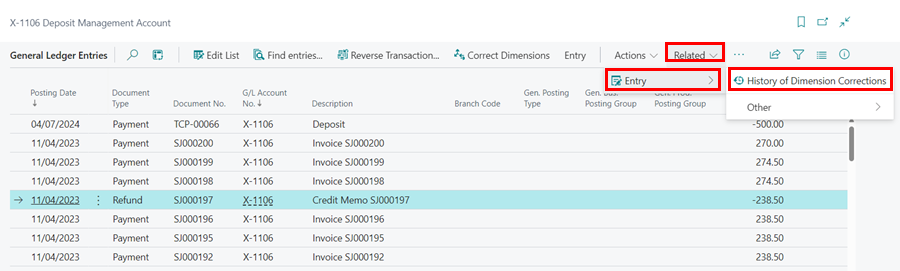 X-1106 Deposit Management Account
General Ledger Entries Edit List Find entries... Reverse Transaction... Correct Dimensions Entry Actions Related ...
Entry History of Dimension Corrections
Other
Posting Date ↓ Document Type Document No. G/L Account No. ↓ Description Branch Code Gen. Posting Type Gen. Bus. Posting Group Gen. Prod. Posting Group
04/07/2024 Payment TCP-00066 X-1106 Deposit -500.00
11/04/2023 Payment SJ000200 X-1106 Invoice SJ000200 270.00
11/04/2023 Payment SJ000199 X-1106 Invoice SJ000199 274.50
11/04/2023 Payment SJ000198 X-1106 Invoice SJ000198 274.50
→ 11/04/2023 Refund SJ000197 X-1106 Credit Memo SJ000197 -238.50
11/04/2023 Payment SJ000196 X-1106 Invoice SJ000196 238.50
11/04/2023 Payment SJ000195 X-1106 Invoice SJ000195 238.50
11/04/2023 Payment SJ000192 X-1106 Invoice SJ000192 238.50